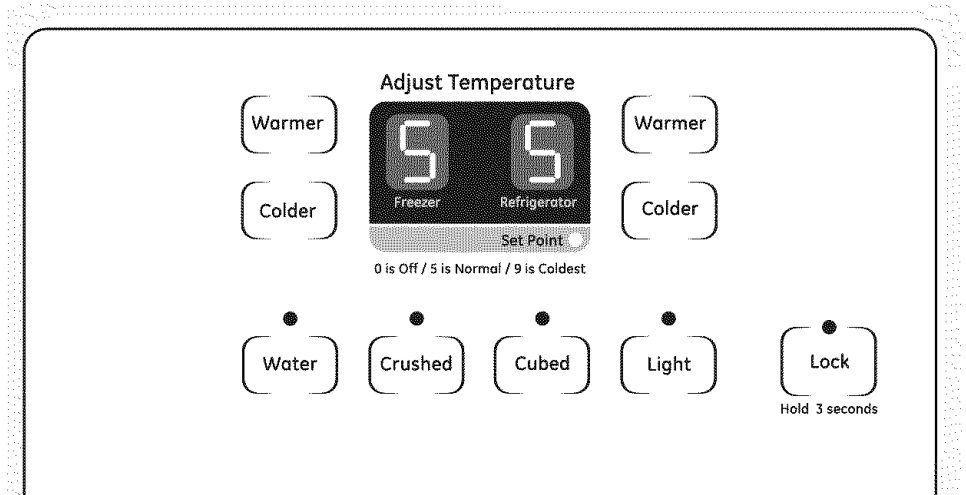 Adjust Temperature
Warmer
Colder
5 5
Freezer Refrigerator
Set Point
Warmer
Colder
0 is Off / 5 is Normal / 9 is Coldest
Water
Crushed
Cubed
Light
Lock
Hold 3 seconds